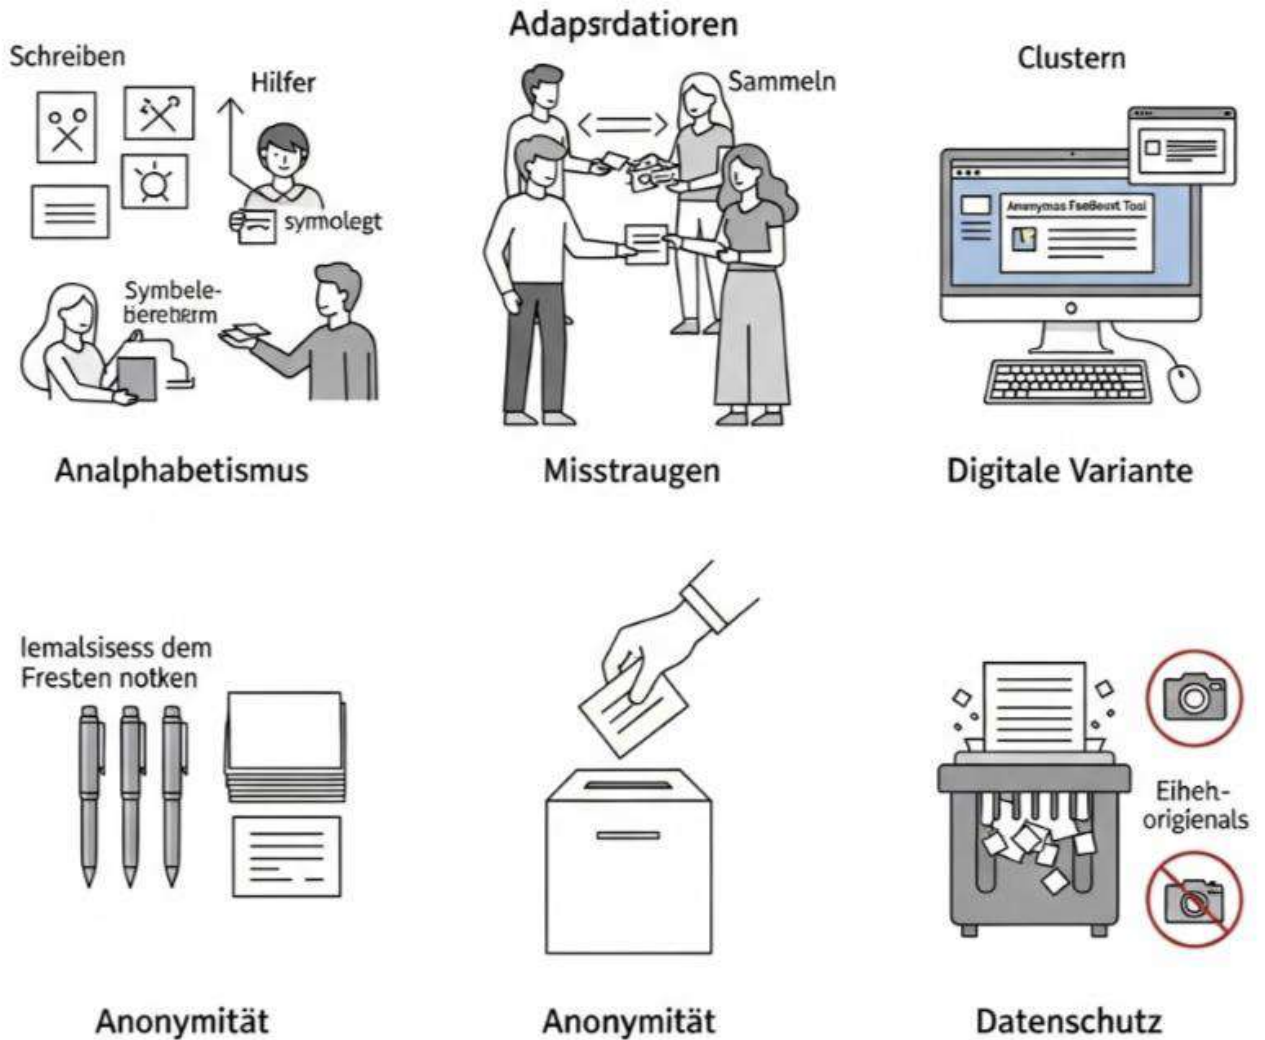 Adapsrdatioren
Schreiben
Hilfer
symolegt
Symbele-
Analphabetismus
Sammeln
Misstraugen
Clustern
Digitale Variante
Iemalsisess dem
Fresten notken
Anonymität
Anonymität
Eiheh-
origienals
Datenschutz